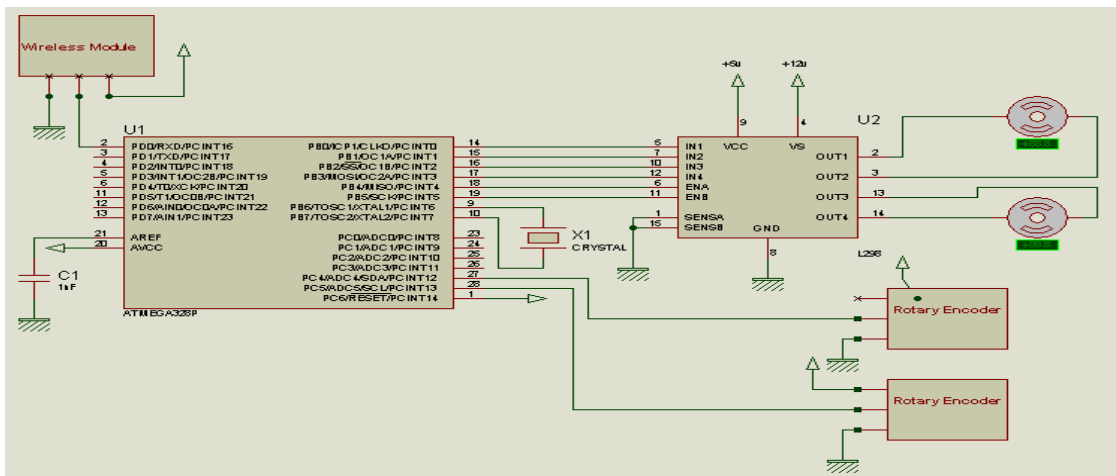 Wireless Module
U1
2 PD0/RXD/PCINT16
3 PD1/TXD/PCINT17
4 PD2/INT0/PCINT18
5 PD3/INT1/OC2B/PCINT19
6 PD4/T0/XCK/PCINT20
11 PD5/T1/OC0B/PCINT21
12 PD6/AIN0/OC0A/PCINT22
13 PD7/AIN1/PCINT23
21 AREF
20 AVCC
PB0/ICP1/CLKO/PCINT0 14
PB1/OC1A/PCINT1 15
PB2/SS/OC1B/PCINT2 16
PB3/MOSI/OC2A/PCINT3 17
PB4/MISO/PCINT4 18
PB5/SCK/PCINT5 19
PB6/TOSC1/XTAL1/PCINT6 9
PB7/TOSC2/XTAL2/PCINT7 10
PC0/ADC0/PCINT8 23
PC1/ADC1/PCINT9 24
PC2/ADC2/PCINT10 25
PC3/ADC3/PCINT11 26
PC4/ADC4/SDA/PCINT12 27
PC5/ADC5/SCL/PCINT13 28
PC6/RESET/PCINT14 1
ATMEGA328P
C1
X1
CRYSTAL
+12v
U2
5 IN1
7 IN2
10 IN3
12 IN4
6 ENA
11 ENB
1 SENSA
15 SENSB
9 VCC
4 VS
OUT1 2
OUT2 3
OUT3 13
OUT4 14
GND
8
L298
Rotary Encoder
Rotary Encoder